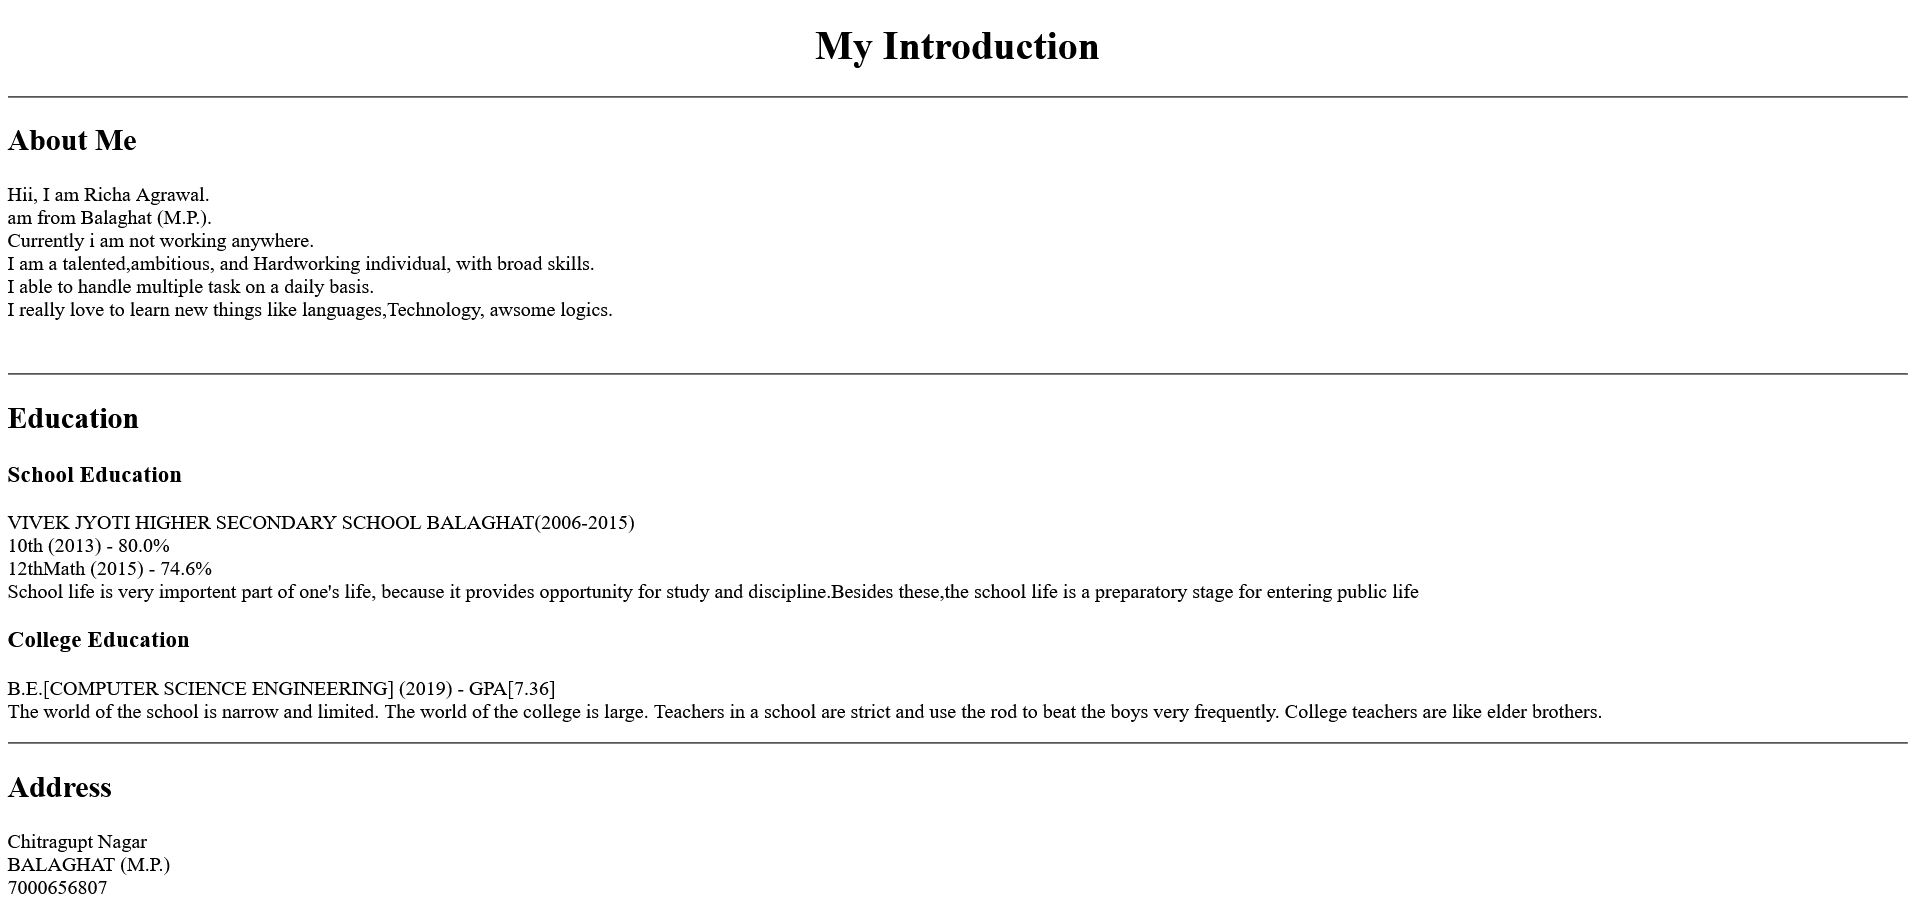 My Introduction
About Me
Hii, I am Richa Agrawal.
am from Balaghat (M.P.).
Currently i am not working anywhere.
I am a talented,ambitious, and Hardworking individual, with broad skills.
I able to handle multiple task on a daily basis.
I really love to learn new things like languages,Technology, awsome logics.
Education
School Education
VIVEK JYOTI HIGHER SECONDARY SCHOOL BALAGHAT(2006-2015)
10th (2013) - 80.0%
12thMath (2015) - 74.6%
School life is very importent part of one's life, because it provides opportunity for study and discipline.Besides these,the school life is a preparatory stage for entering public life
College Education
B.E.[COMPUTER SCIENCE ENGINEERING] (2019) - GPA[7.36]
The world of the school is narrow and limited. The world of the college is large. Teachers in a school are strict and use the rod to beat the boys very frequently. College teachers are like elder brothers.
Address
Chitragupt Nagar
BALAGHAT (M.P.)
7000656807